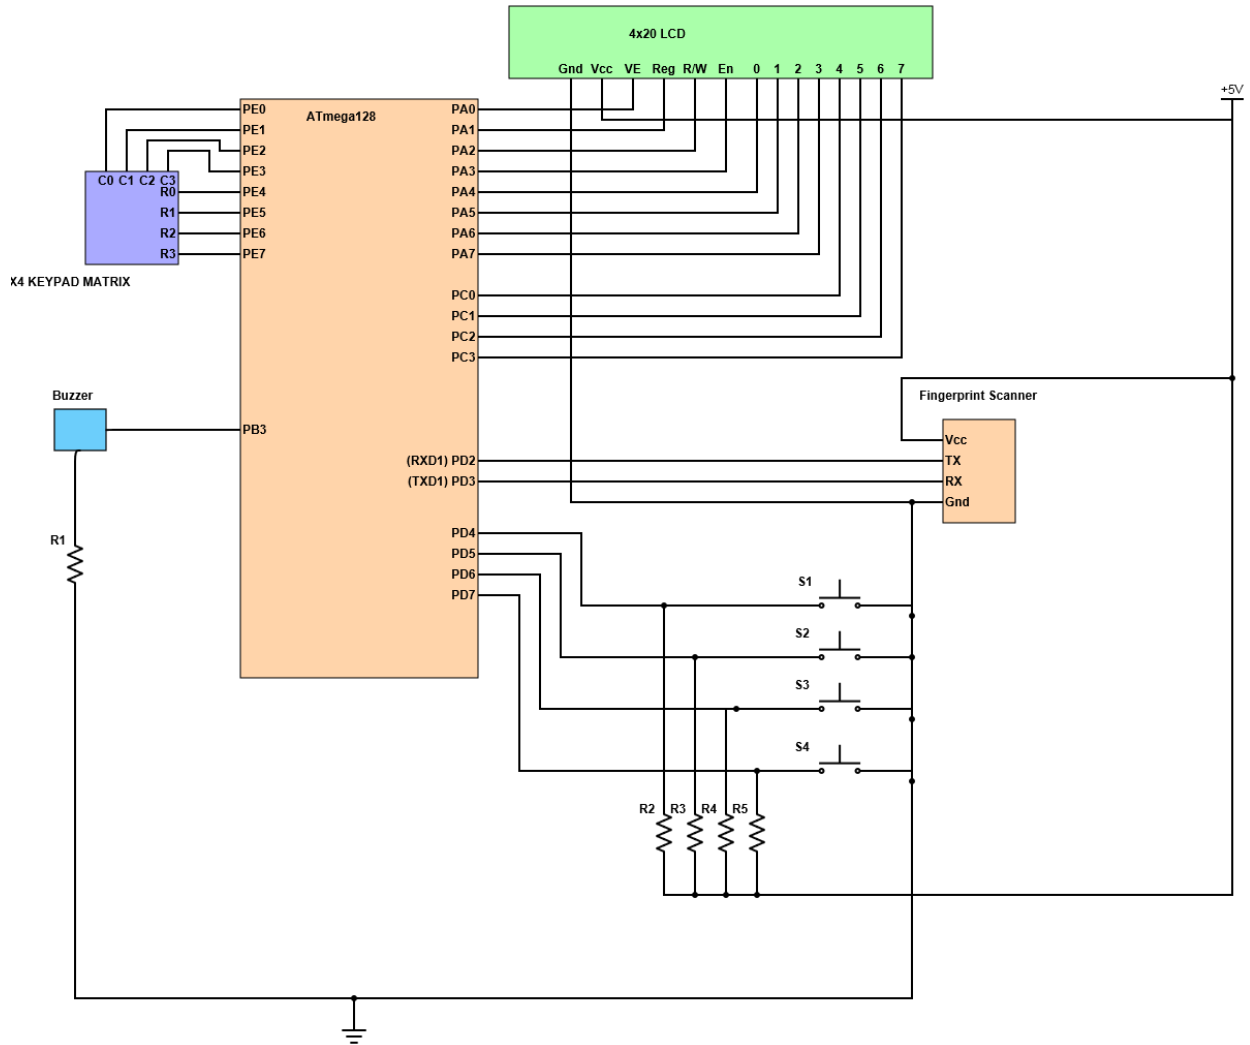 4x20 LCD
Gnd Vcc VE Reg R/W En 0 1 2 3 4 5 6 7
+5V
ATmega128
PE0 PA0
PE1 PA1
PE2 PA2
PE3 PA3
PE4 PA4
PE5 PA5
PE6 PA6
PE7 PA7
C0 C1 C2 C3
R0
R1
R2
R3
X4 KEYPAD MATRIX
PC0
PC1
PC2
PC3
Buzzer
PB3
Fingerprint Scanner
Vcc
TX
RX
Gnd
(RXD1) PD2
(TXD1) PD3
PD4
PD5
PD6
PD7
R1
S1
S2
S3
S4
R2 R3 R4 R5